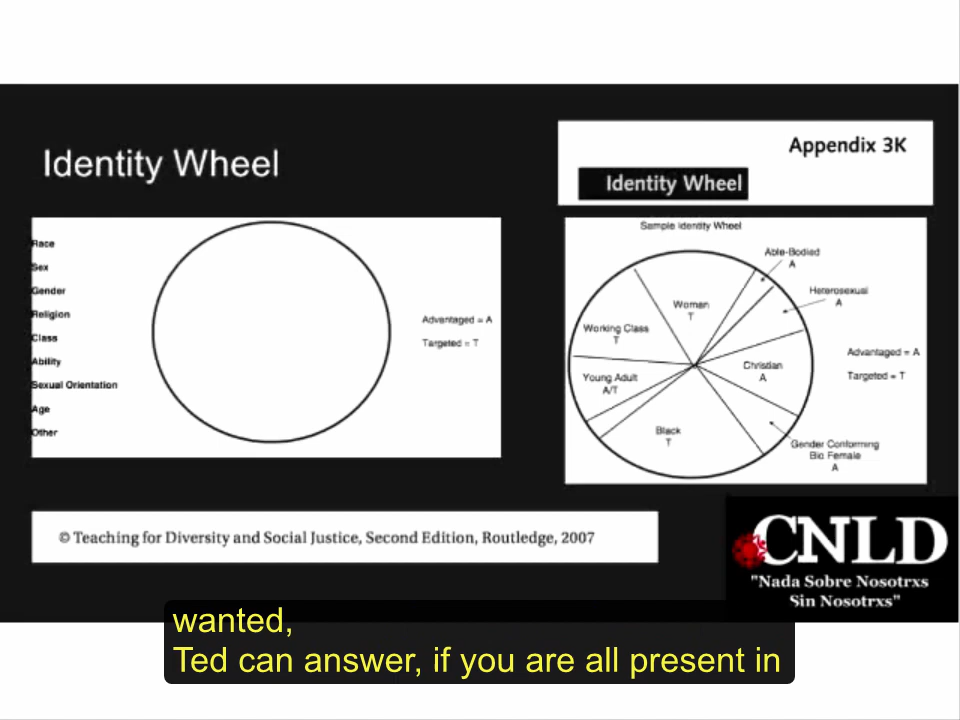 Identity Wheel
Race
Sex
Gender
Religion
Class
Ability
Sexual Orientation
Age
Other
Advantaged = A
Targeted = T
Appendix 3K
Identity Wheel
Sample Identity Wheel
Able-Bodied
A
Heterosexual
A
Woman
T
Working Class
T
Christian
A
Young Adult
A/T
Black
T
Gender Conforming
Bio Female
A
Advantaged = A
Targeted = T
© Teaching for Diversity and Social Justice, Second Edition, Routledge, 2007
CNLD
"Nada Sobre Nosotrxs
Sin Nosotrxs"
wanted,
Ted can answer, if you are all present in